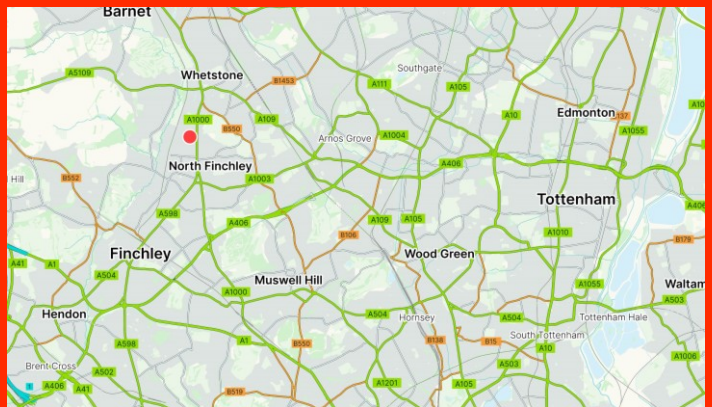 Barnet
Whetstone
Southgate
A5109
B1453
A111
A105
A1000
A109
B550
A10
Edmonton
A1055
Arnos Grove
A1004
North Finchley
A406
A1003
B552
A598
A406
Tottenham
A109
A105
B106
A1010
Finchley
Wood Green
B179
A41
A1
A504
Muswell Hill
A1000
A1055
Waltam
A503
Hendon
A504
Hornsey
A504
Tottenham Hale
A598
A1
B550
B138
B15
South Tottenham
A10
A1006
Brent Cross
A502
A503
A406
A41
B519
A1201
A105